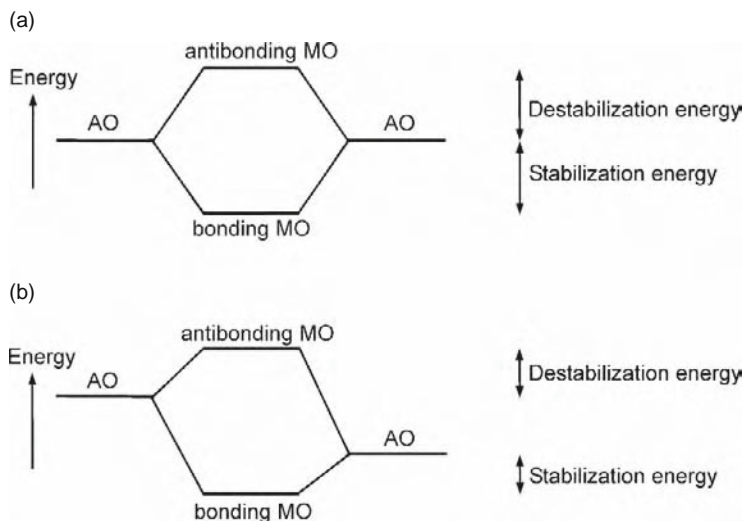 (a)
antibonding MO
Energy
AO
AO
Destabilization energy
Stabilization energy
bonding MO
(b)
antibonding MO
Energy
AO
Destabilization energy
AO
Stabilization energy
bonding MO